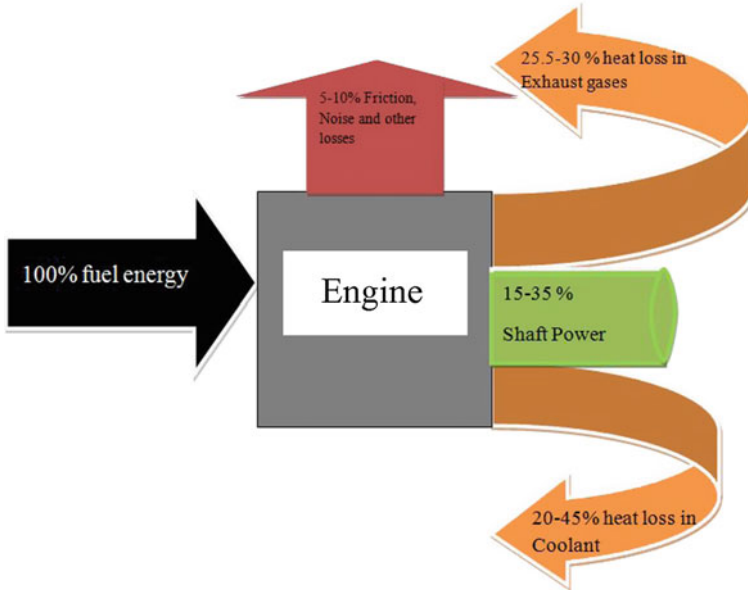 25.5-30 % heat loss in
Exhaust gases
5-10% Friction,
Noise and other
losses
100% fuel energy
Engine
15-35 %
Shaft Power
20-45% heat loss in
Coolant